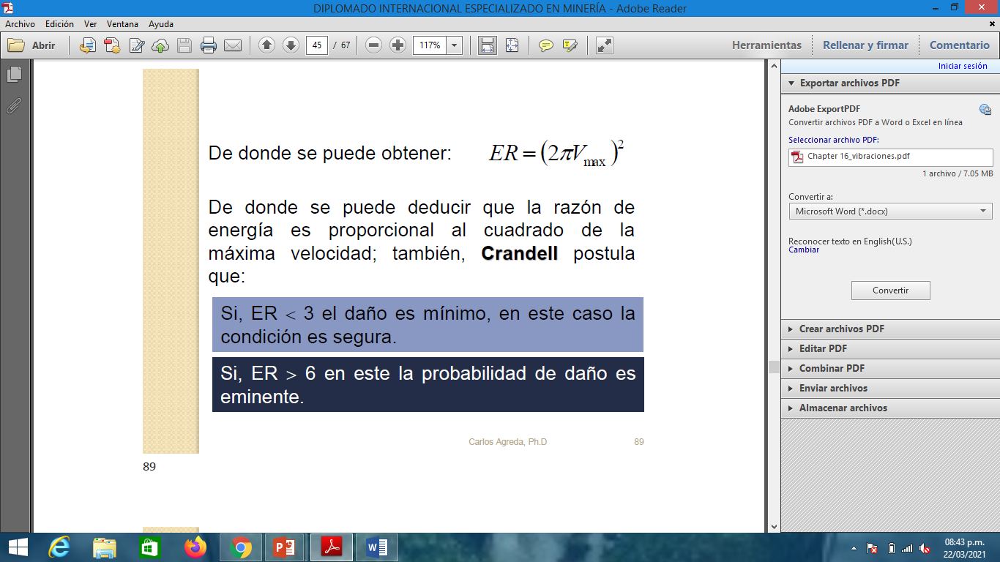 DIPLOMADO INTERNACIONAL ESPECIALIZADO EN MINERÍA - Adobe Reader
Archivo Edición Ver Ventana Ayuda
Abrir 45 / 67 117% Herramientas Rellenar y firmar Comentario
Iniciar sesión
Exportar archivos PDF
Adobe ExportPDF
Convertir archivos PDF a Word o Excel en línea
Seleccionar archivo PDF:
Chapter 16_vibraciones.pdf
1 archivo / 7.05 MB
Convertir a:
Microsoft Word (*.docx)
Reconocer texto en English(U.S.)
Cambiar
Convertir
Crear archivos PDF
Editar PDF
Combinar PDF
Enviar archivos
Almacenar archivos
De donde se puede obtener: ER = (2πVmax)²
De donde se puede deducir que la razón de
energía es proporcional al cuadrado de la
máxima velocidad; también, Crandell postula
que:
Si, ER < 3 el daño es mínimo, en este caso la
condición es segura.
Si, ER > 6 en este la probabilidad de daño es
eminente.
Carlos Agreda, Ph.D 89
89
08:43 p.m.
22/03/2021